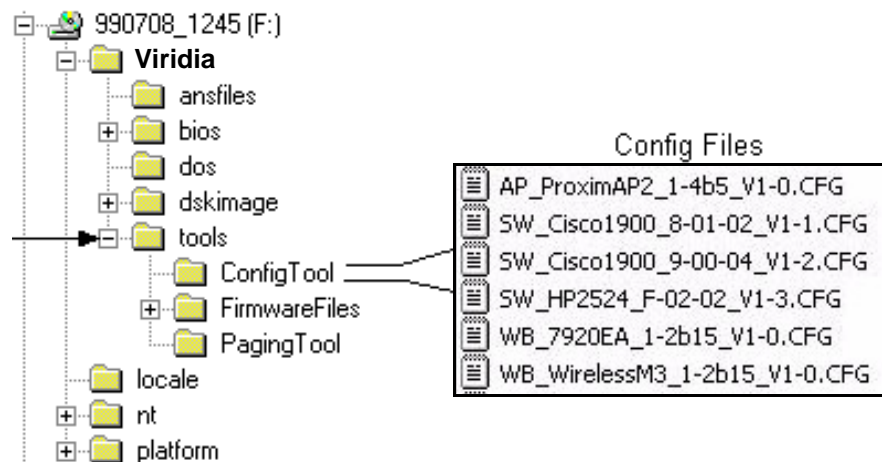 990708_1245 (F:)
Viridia
ansfiles
bios
dos
dskimage
tools
ConfigTool
FirmwareFiles
PagingTool
locale
nt
platform
Config Files
AP_ProximAP2_1-4b5_V1-0.CFG
SW_Cisco1900_8-01-02_V1-1.CFG
SW_Cisco1900_9-00-04_V1-2.CFG
SW_HP2524_F-02-02_V1-3.CFG
WB_7920EA_1-2b15_V1-0.CFG
WB_WirelessM3_1-2b15_V1-0.CFG